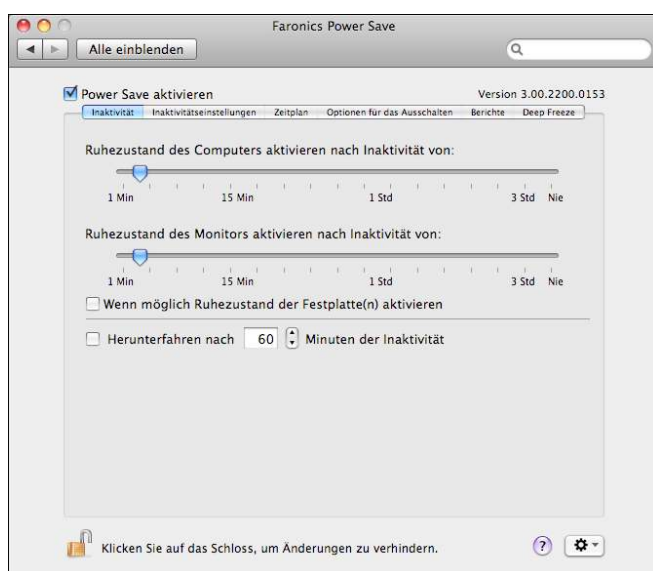 Faronics Power Save
Alle einblenden
Power Save aktivieren
Version 3.00.2200.0153
Inaktivität Inaktivitätseinstellungen Zeitplan Optionen für das Ausschalten Berichte Deep Freeze
Ruhezustand des Computers aktivieren nach Inaktivität von:
1 Min 15 Min 1 Std 3 Std Nie
Ruhezustand des Monitors aktivieren nach Inaktivität von:
1 Min 15 Min 1 Std 3 Std Nie
Wenn möglich Ruhezustand der Festplatte(n) aktivieren
Herunterfahren nach 60 Minuten der Inaktivität
Klicken Sie auf das Schloss, um Änderungen zu verhindern.
?